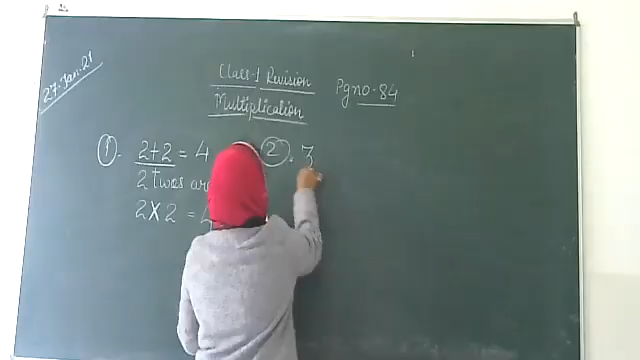 27-Jan-21
Class-1 Revision
Multiplication
Pg no-84
1. 2+2 = 4
2 twos are
2X2 = 4
2. 3